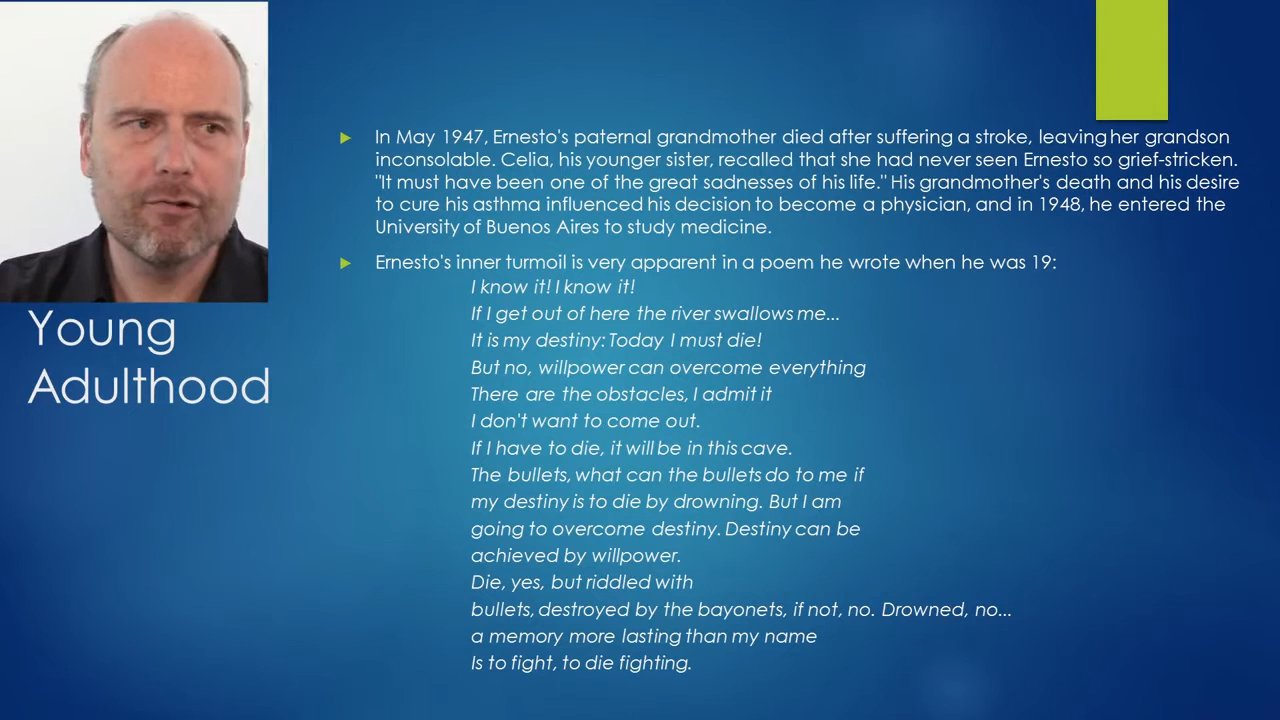 In May 1947, Ernesto's paternal grandmother died after suffering a stroke, leaving her grandson
inconsolable. Celia, his younger sister, recalled that she had never seen Ernesto so grief-stricken.
"It must have been one of the great sadnesses of his life." His grandmother's death and his desire
to cure his asthma influenced his decision to become a physician, and in 1948, he entered the
University of Buenos Aires to study medicine.
Ernesto's inner turmoil is very apparent in a poem he wrote when he was 19:
I know it! I know it!
If I get out of here the river swallows me...
It is my destiny: Today I must die!
But no, willpower can overcome everything
There are the obstacles, I admit it
I don't want to come out.
If I have to die, it will be in this cave.
The bullets, what can the bullets do to me if
my destiny is to die by drowning. But I am
going to overcome destiny. Destiny can be
achieved by willpower.
Die, yes, but riddled with
bullets, destroyed by the bayonets, if not, no. Drowned, no...
a memory more lasting than my name
Is to fight, to die fighting.
Young
Adulthood